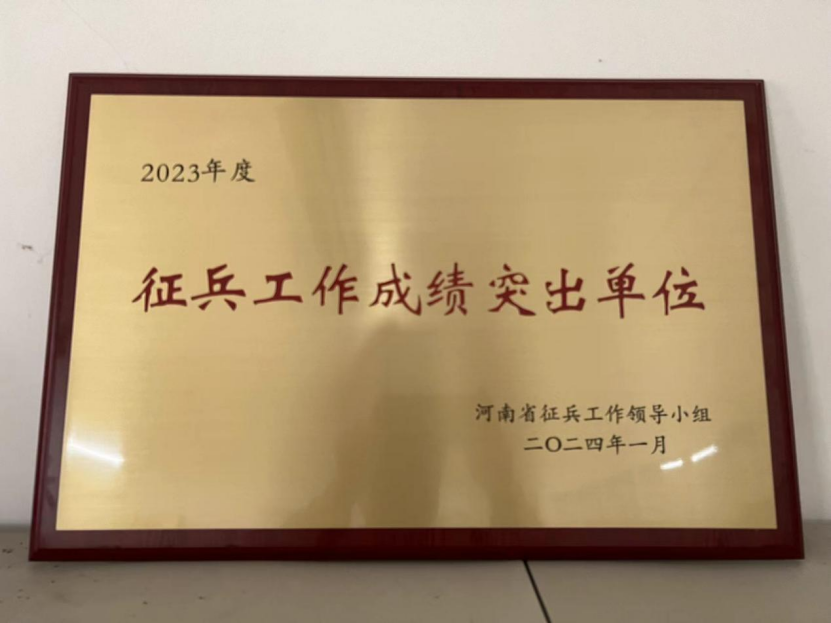 2023年度
征兵工作成绩突出单位
河南省征兵工作领导小组
二〇二四年一月